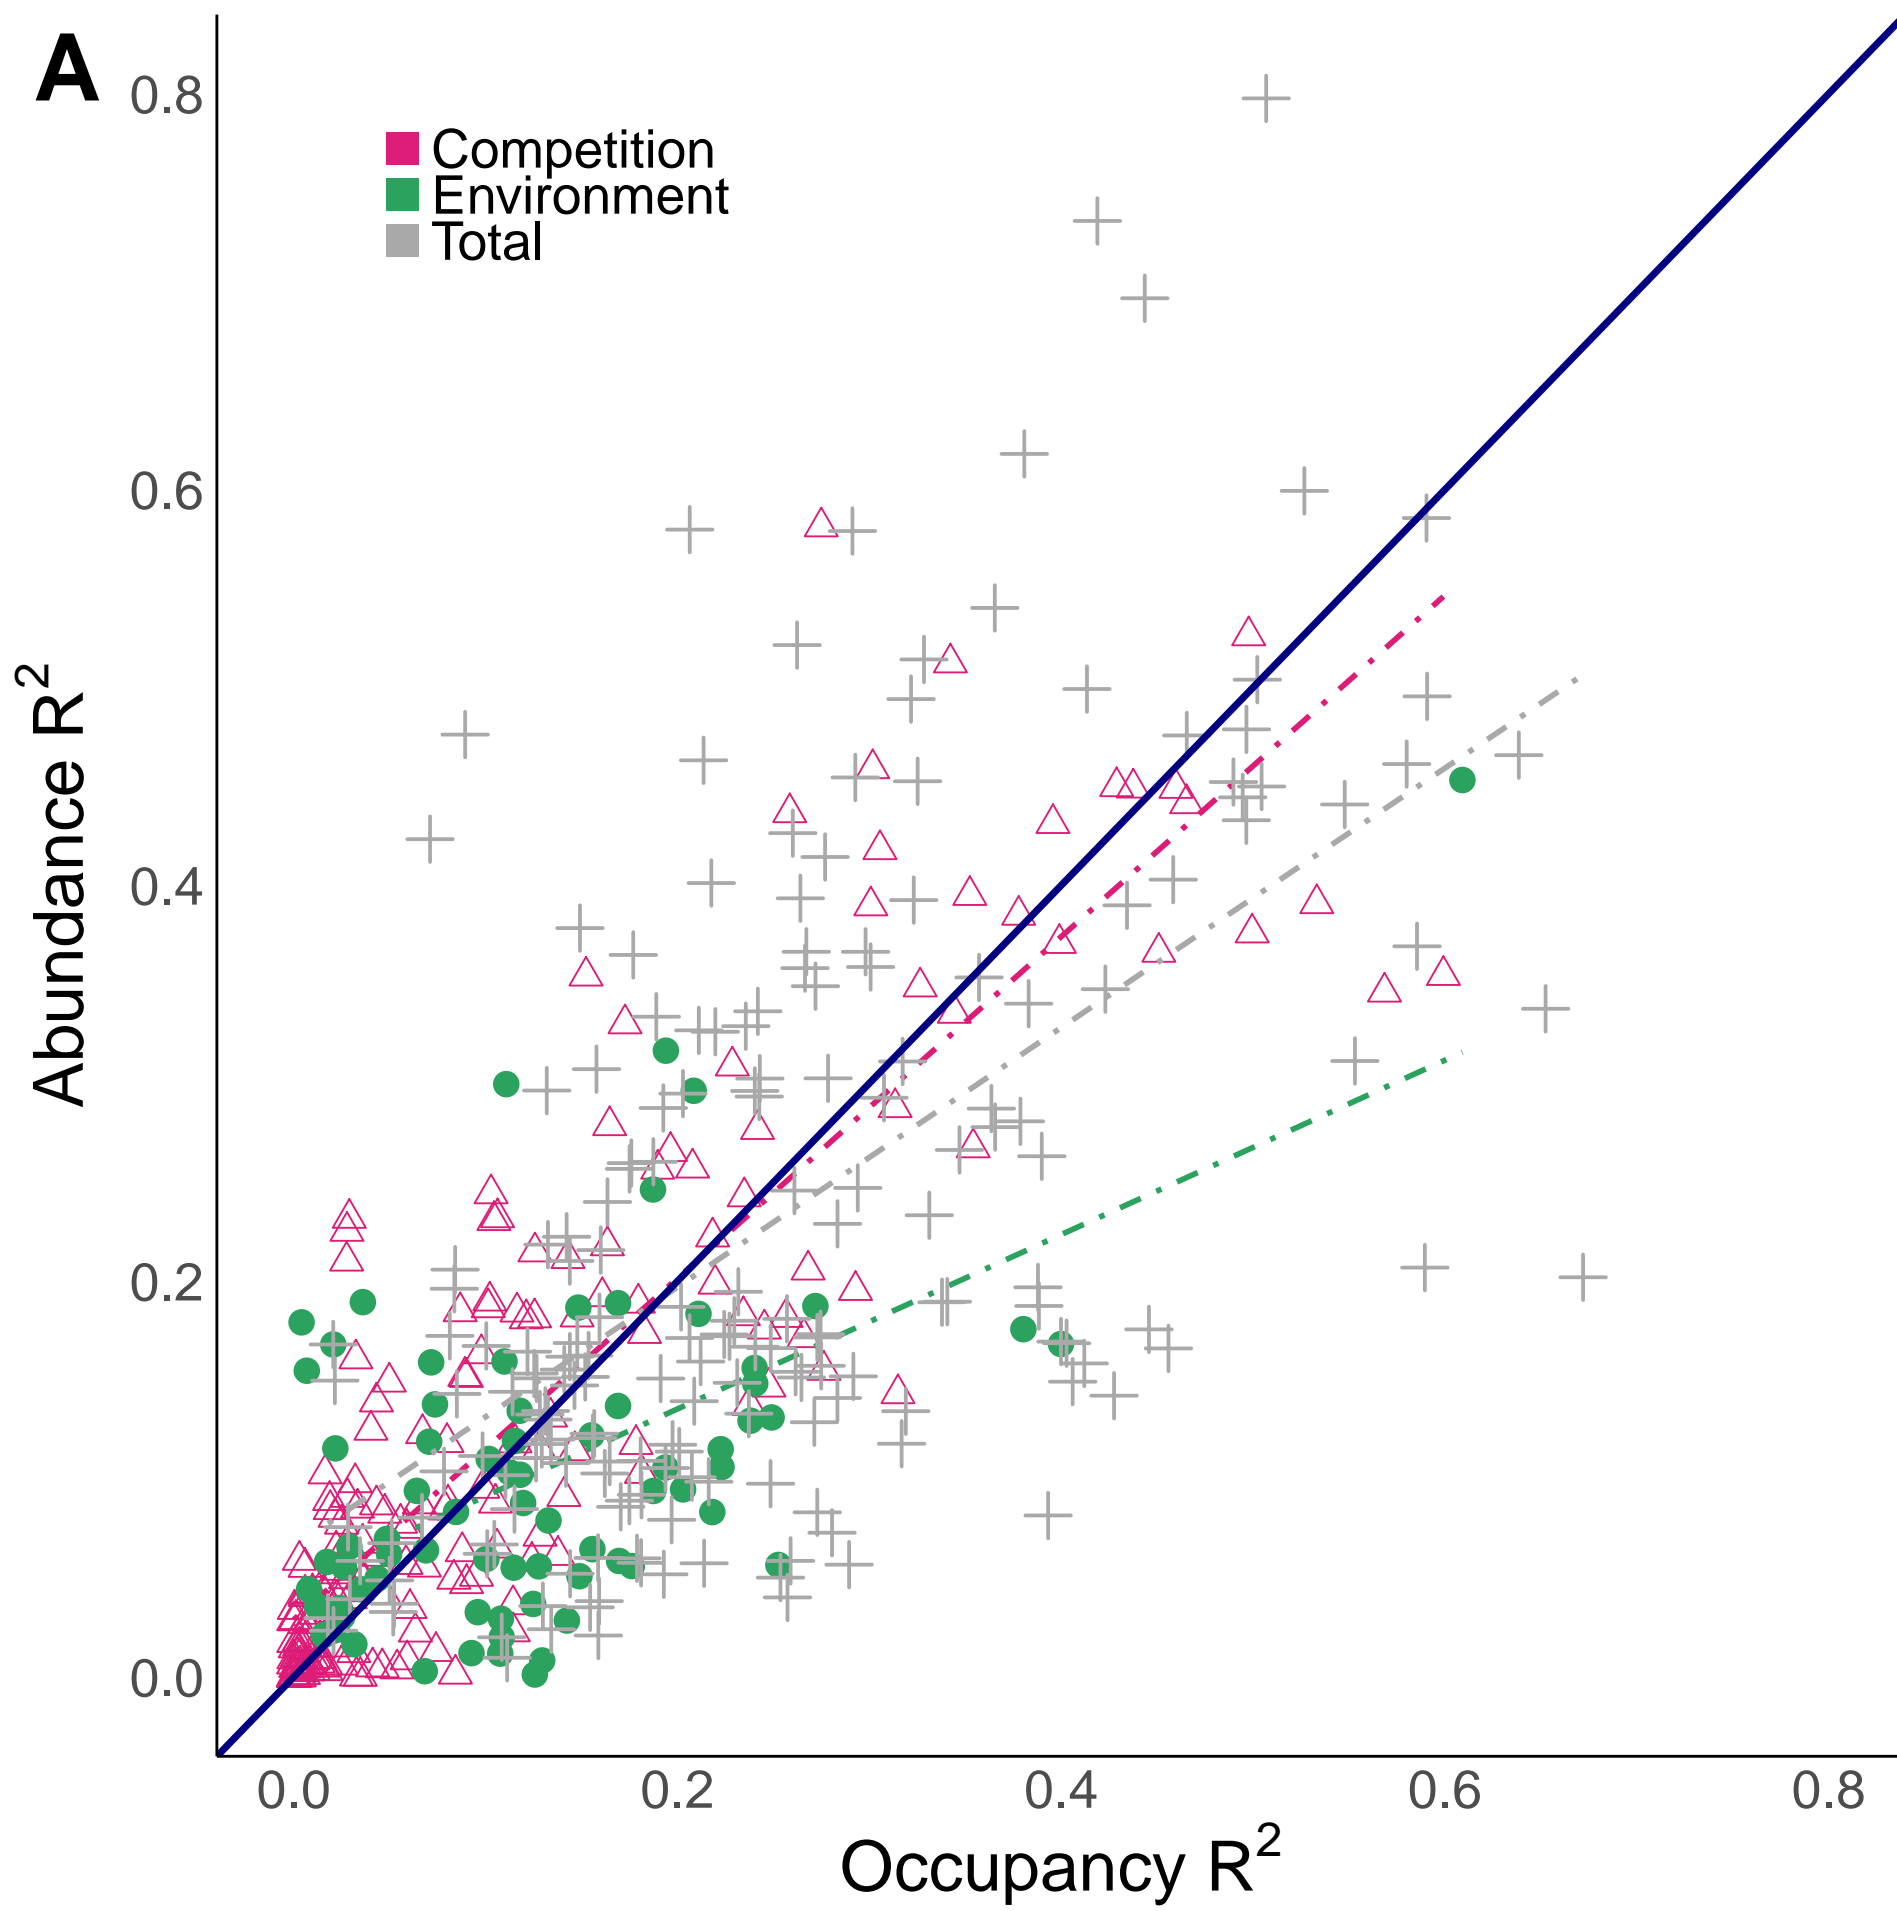 A
0.8
Competition
Environment
Total
0.6
0.4
0.2
0.0
Abundance R²
0.0 0.2 0.4 0.6 0.8
Occupancy R²